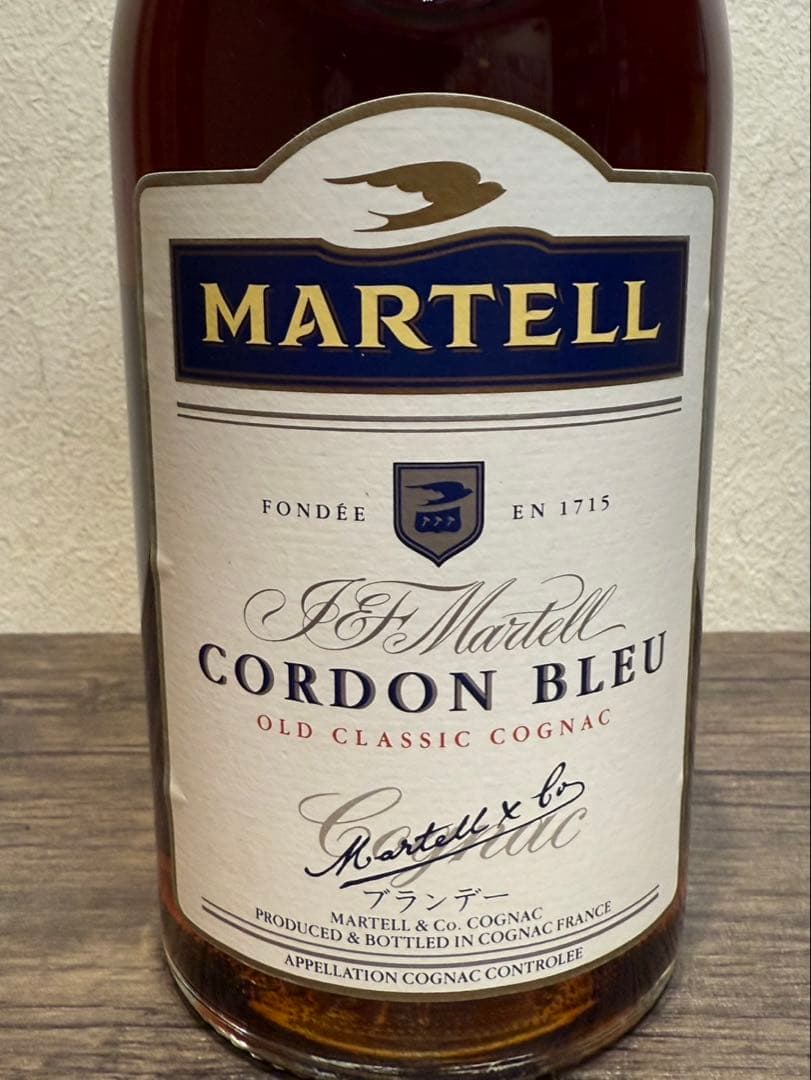 MARTELL
FONDÉE EN 1715
J & F Martell
CORDON BLEU
OLD CLASSIC COGNAC
Cognac
Martell & Co
ブランデー
MARTELL & Co. COGNAC
PRODUCED & BOTTLED IN COGNAC FRANCE
APPELLATION COGNAC CONTROLEE